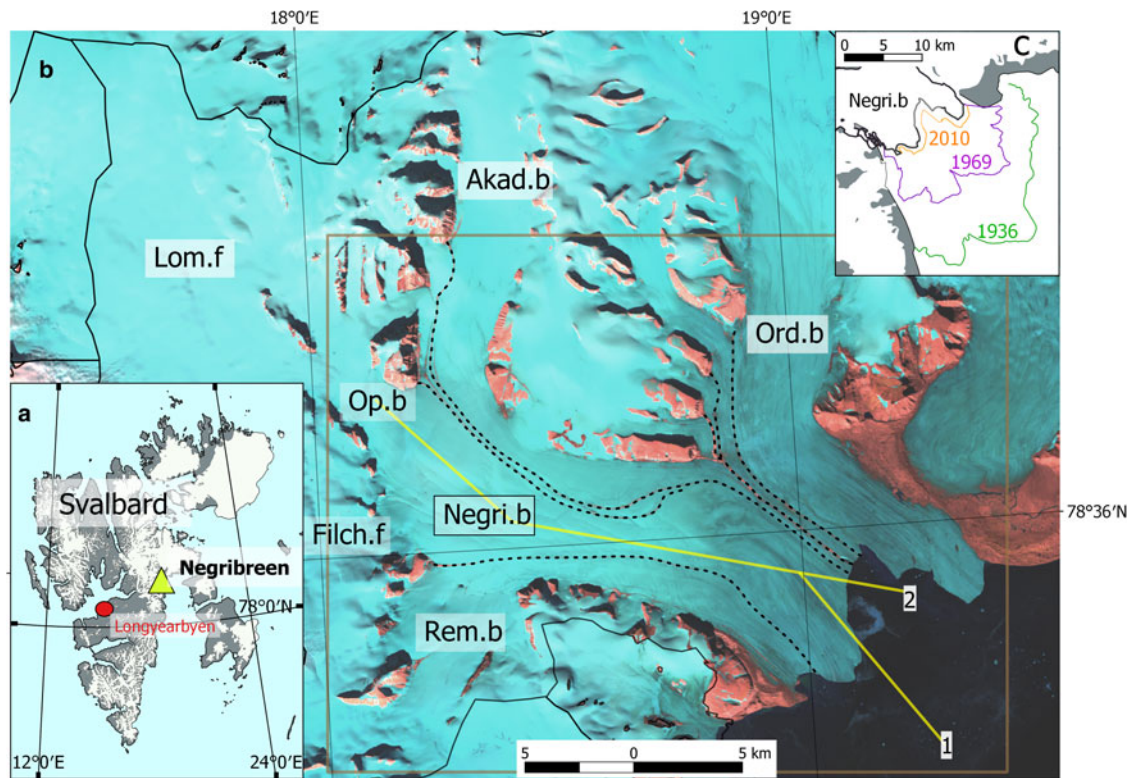 18°0′E
19°0′E
b
C
0 5 10 km
Negri.b
2010
1969
1936
Akad.b
Lom.f
Ord.b
Op.b
a
Svalbard
Negri.b
78°36′N
Filch.f
Negribreen
2
78°0′N
Longyearbyen
Rem.b
1
5 0 5 km
12°0′E
24°0′E